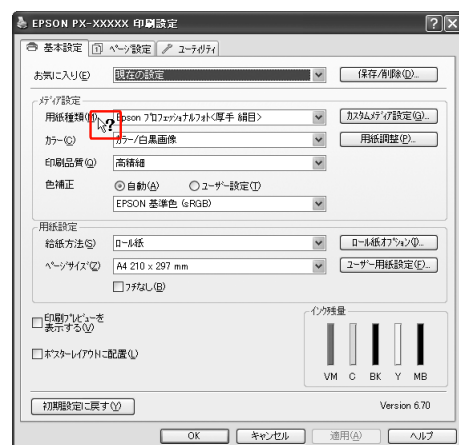 EPSON PX-XXXXX 印刷設定
基本設定 ページ設定 ユーティリティ
お気に入り(E) 現在の設定 保存/削除(D)...
メディア設定
用紙種類(M) Epson プロフェッショナルフォト<厚手 絹目> カスタムメディア設定(G)...
カラー(C) カラー/白黒画像 用紙調整(P)...
印刷品質(Q) 高精細
色補正 自動(A) ユーザー設定(T)
EPSON 基準色 (sRGB)
用紙設定
給紙方法(S) ロール紙 ロール紙オプション(I)...
ページサイズ(Z) A4 210 x 297 mm ユーザー用紙設定(F)...
フチなし(B)
印刷プレビューを
表示する(V)
ポスターレイアウトに配置(L)
インク残量
VM C BK Y MB
初期設定に戻す(Y) Version 6.70
OK キャンセル 適用(A) ヘルプ